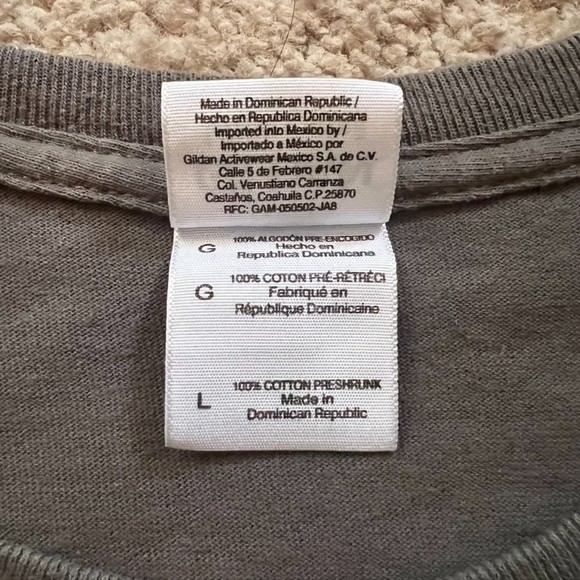 Made in Dominican Republic /
Hecho en Republica Dominicana
Imported into Mexico by /
Importado a México por
Gildan Activewear Mexico S.A. de C.V.
Calle 5 de Febrero #147
Col. Venustiano Carranza
Castaños, Coahuila C.P. 25870
RFC: GAM-050502-JA8
100% ALGODÓN PRE-ENCOGIDO
G Hecho en
Republica Dominicana
100% COTON PRÉ-RÉTRÉCI
G Fabriqué en
République Dominicaine
100% COTTON PRESHRUNK
L Made in
Dominican Republic